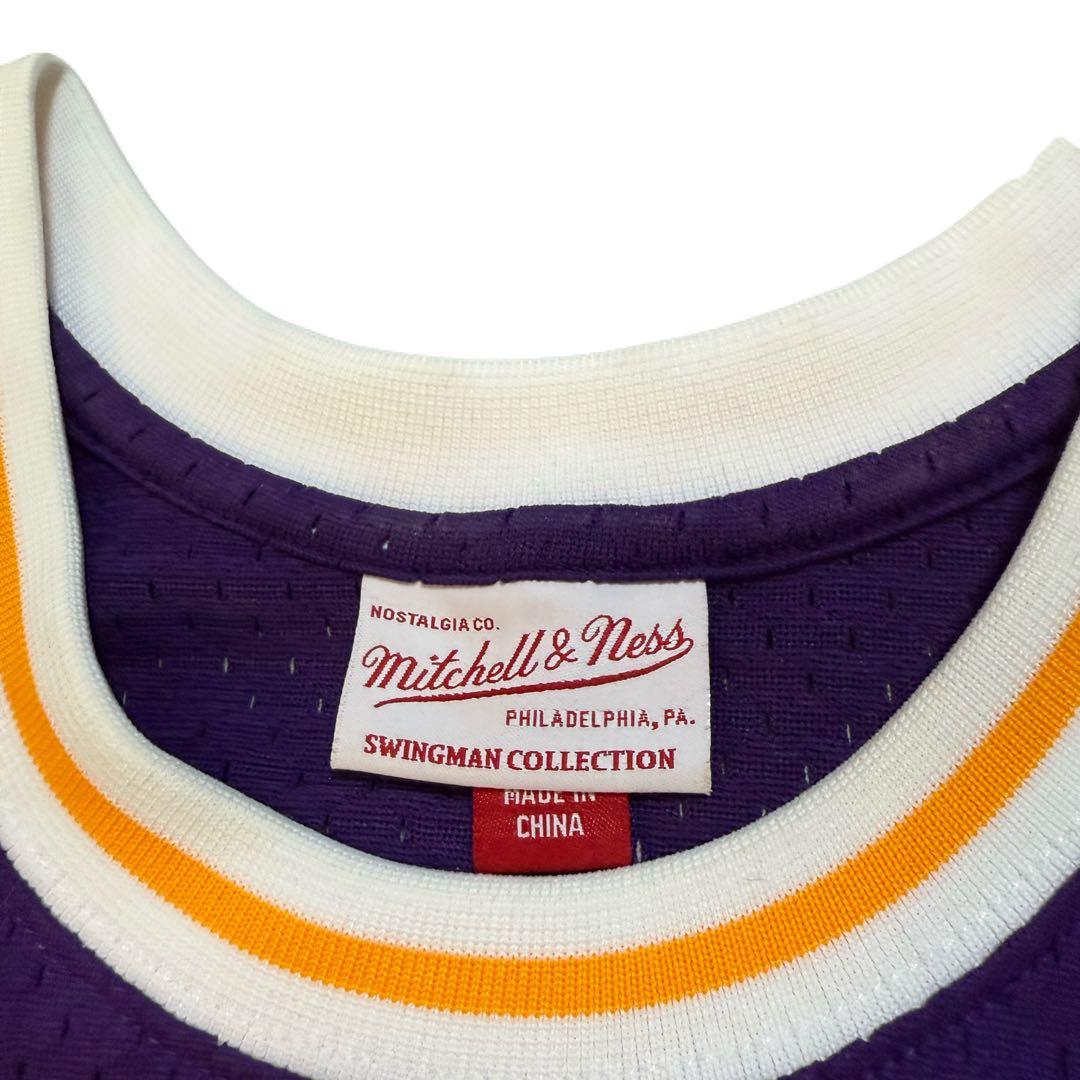 NOSTALGIA CO.
Mitchell & Ness
PHILADELPHIA, PA.
SWINGMAN COLLECTION
MADE IN
CHINA